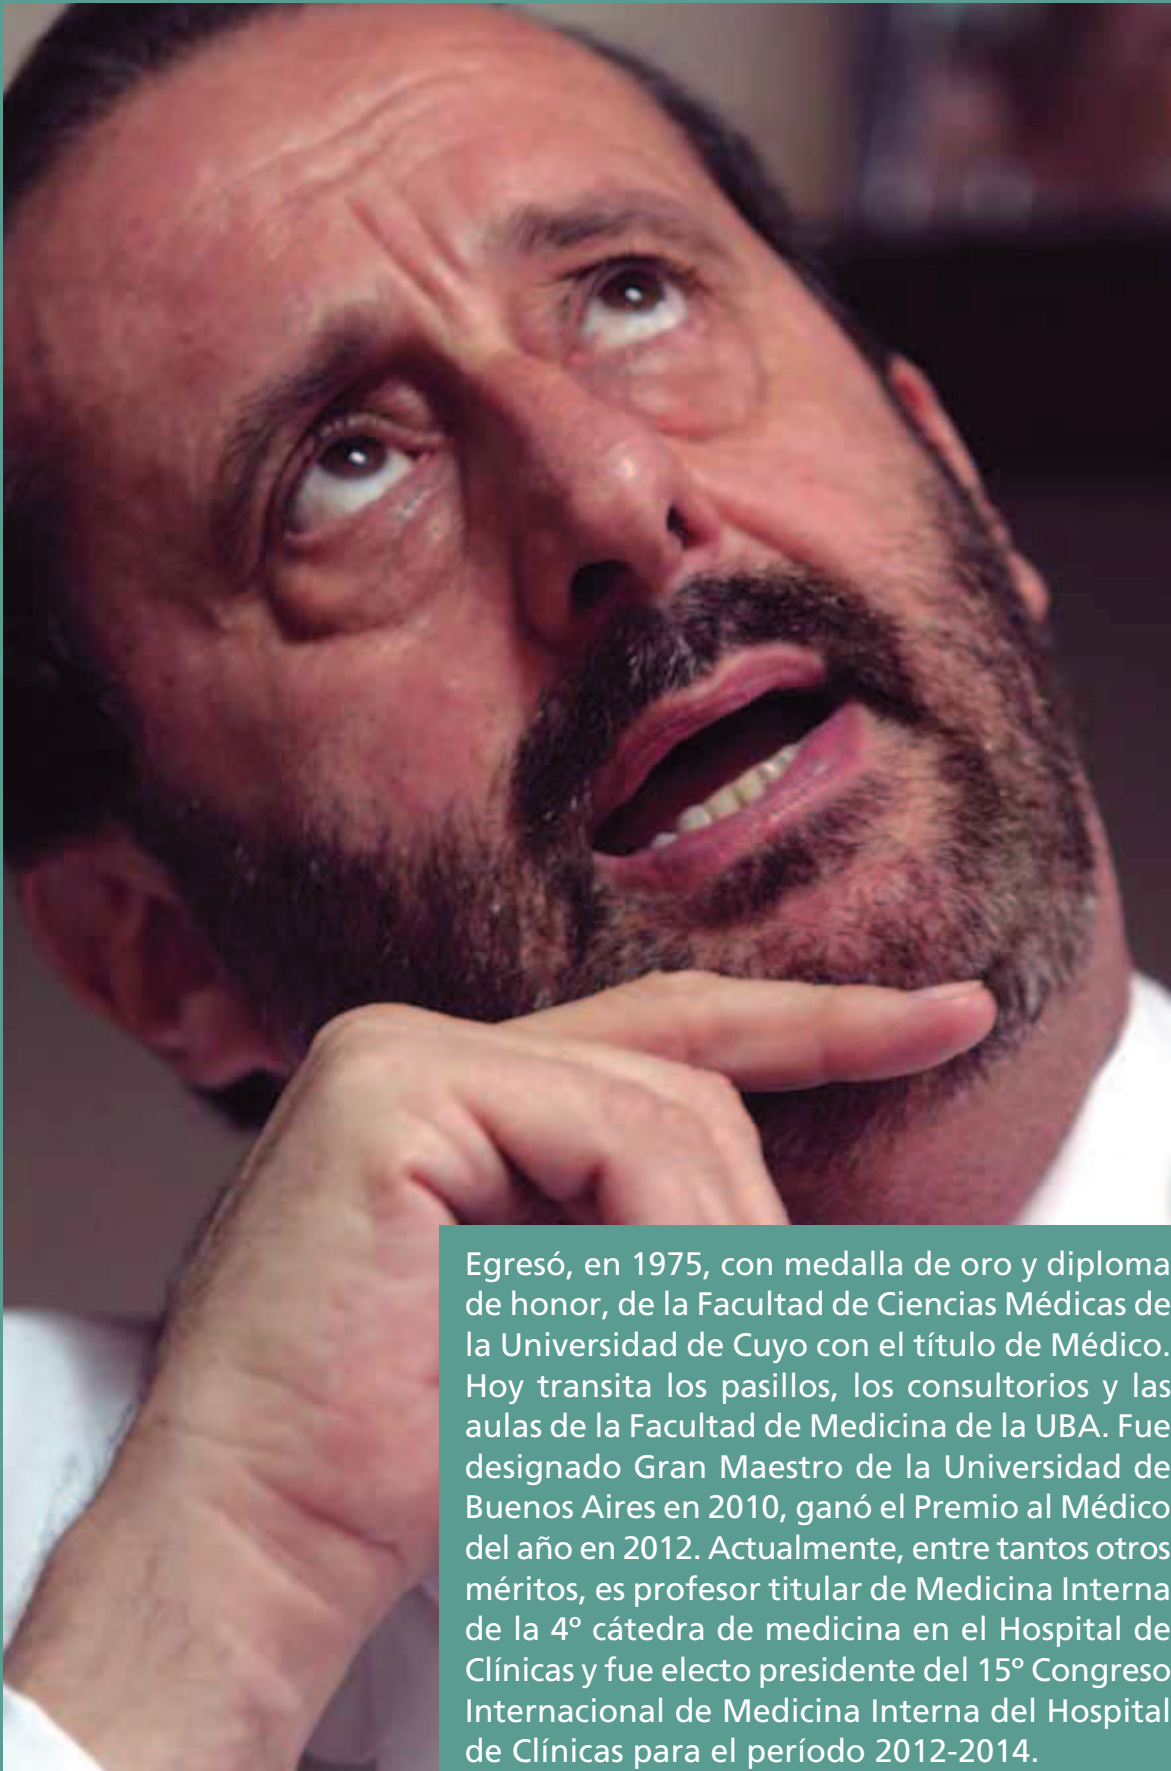 Egresó, en 1975, con medalla de oro y diploma
de honor, de la Facultad de Ciencias Médicas de
la Universidad de Cuyo con el título de Médico.
Hoy transita los pasillos, los consultorios y las
aulas de la Facultad de Medicina de la UBA. Fue
designado Gran Maestro de la Universidad de
Buenos Aires en 2010, ganó el Premio al Médico
del año en 2012. Actualmente, entre tantos otros
méritos, es profesor titular de Medicina Interna
de la 4º cátedra de medicina en el Hospital de
Clínicas y fue electo presidente del 15º Congreso
Internacional de Medicina Interna del Hospital
de Clínicas para el período 2012-2014.